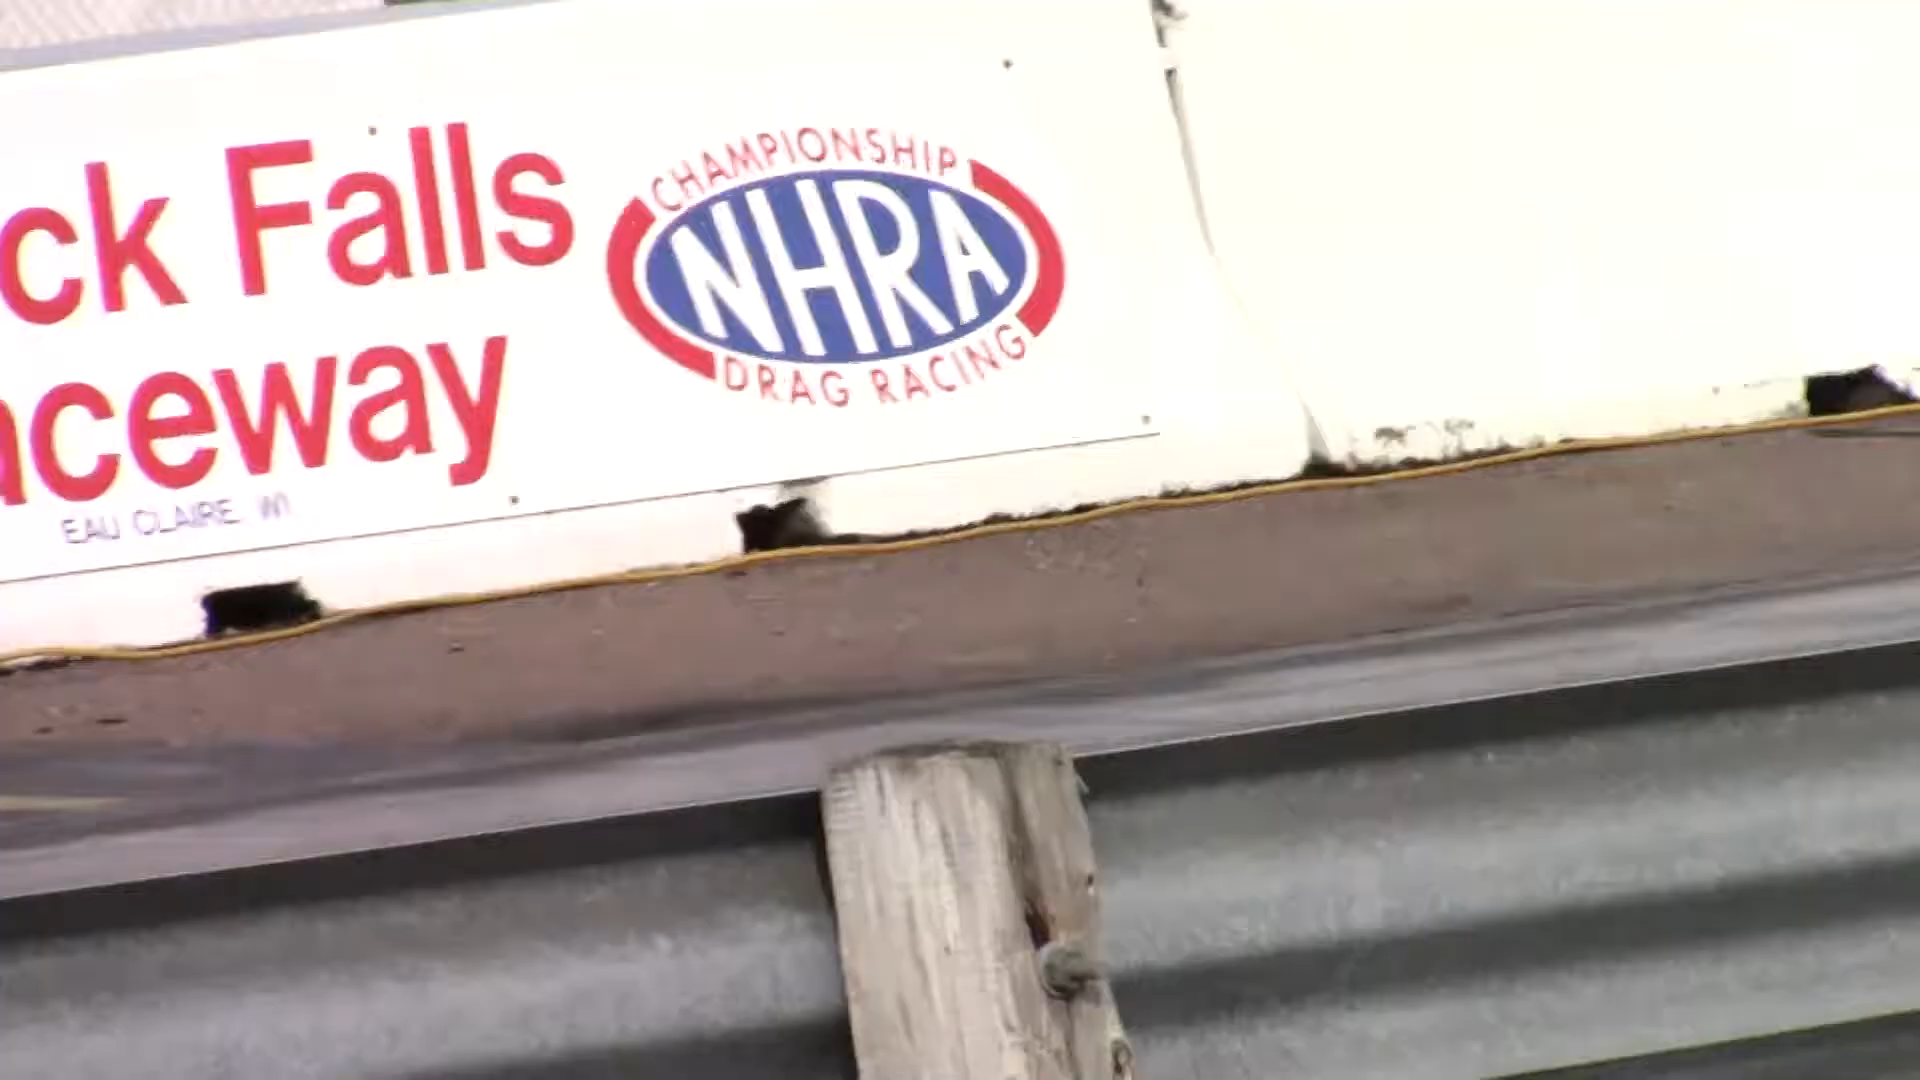 ck Falls
aceway
EAU CLAIRE WI
CHAMPIONSHIP
NHRA
DRAG RACING